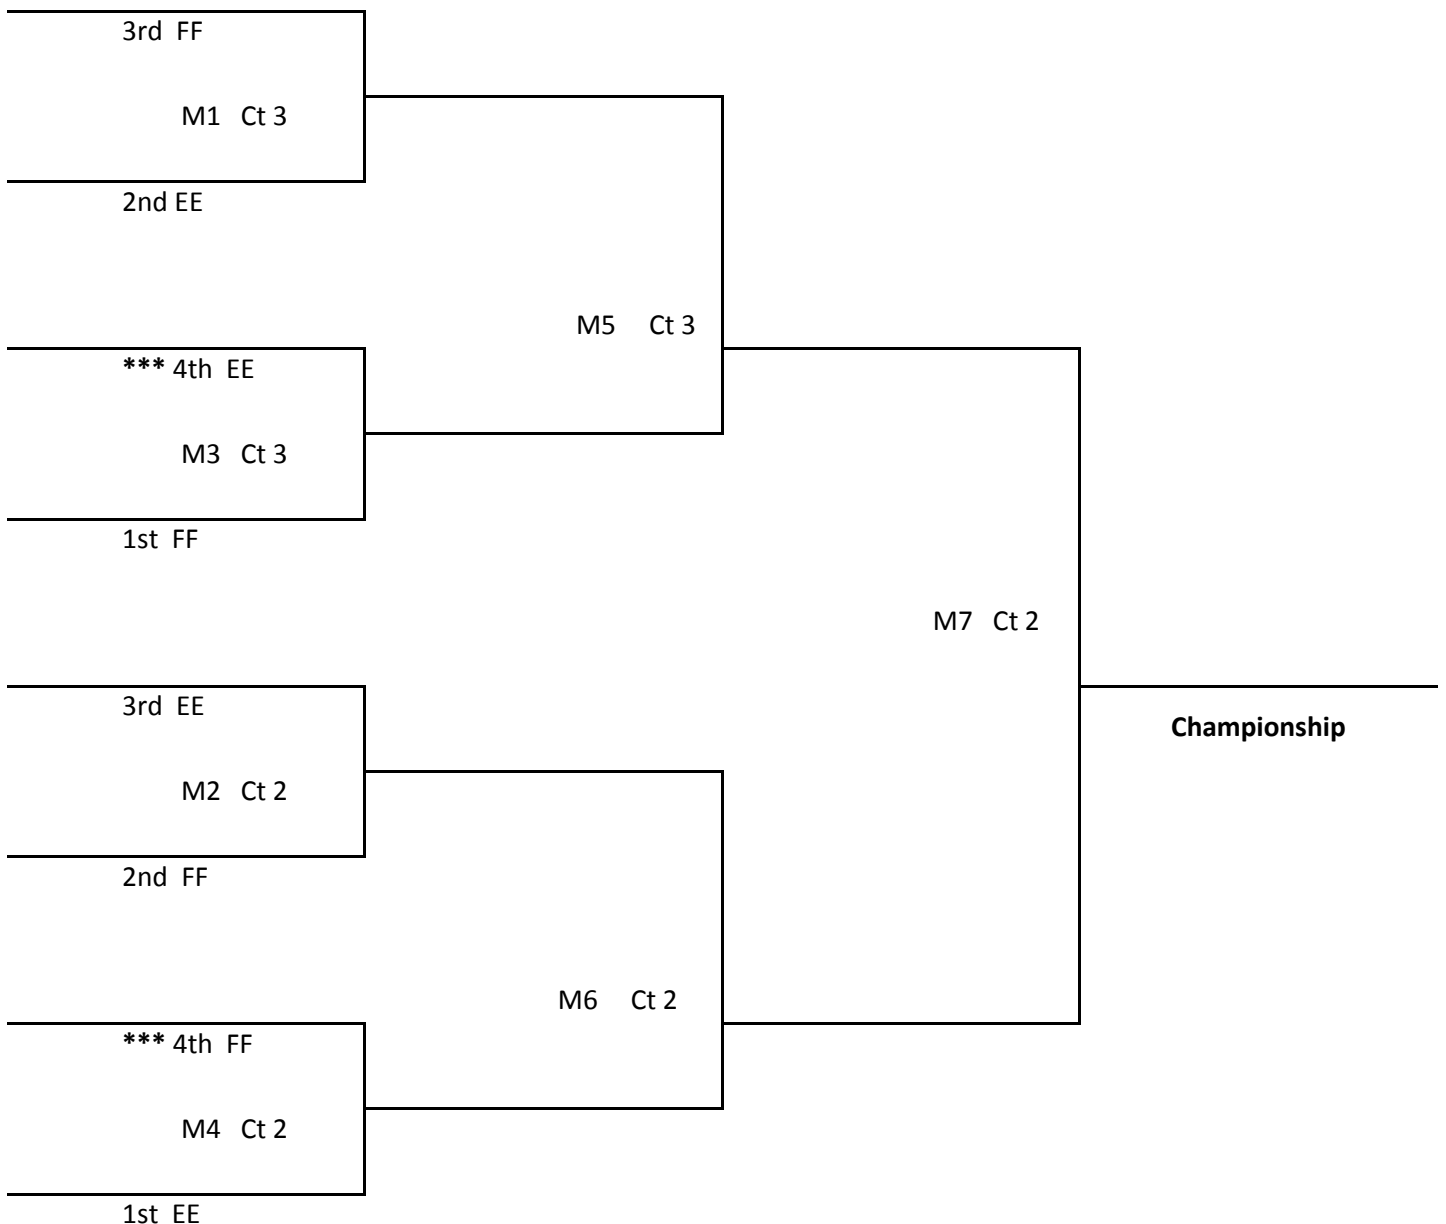 3rd FF
M1 Ct 3
2nd EE
M5 Ct 3
*** 4th EE
M3 Ct 3
1st FF
M7 Ct 2
3rd EE
Championship
M2 Ct 2
2nd FF
M6 Ct 2
*** 4th FF
M4 Ct 2
1st EE